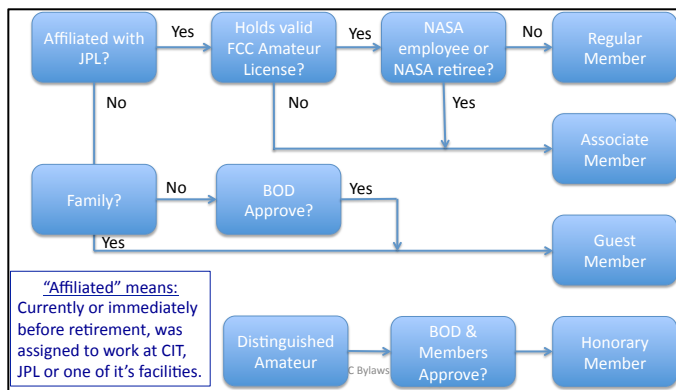 Affiliated with
JPL?
Yes
Holds valid
FCC Amateur
License?
Yes
NASA
employee or
NASA retiree?
No
Regular
Member
No
No
Yes
Associate
Member
Family?
No
BOD
Approve?
Yes
Yes
Guest
Member
"Affiliated" means:
Currently or immediately
before retirement, was
assigned to work at CIT,
JPL or one of it's facilities.
Distinguished
Amateur
C Bylaws
BOD &
Members
Approve?
Honorary
Member